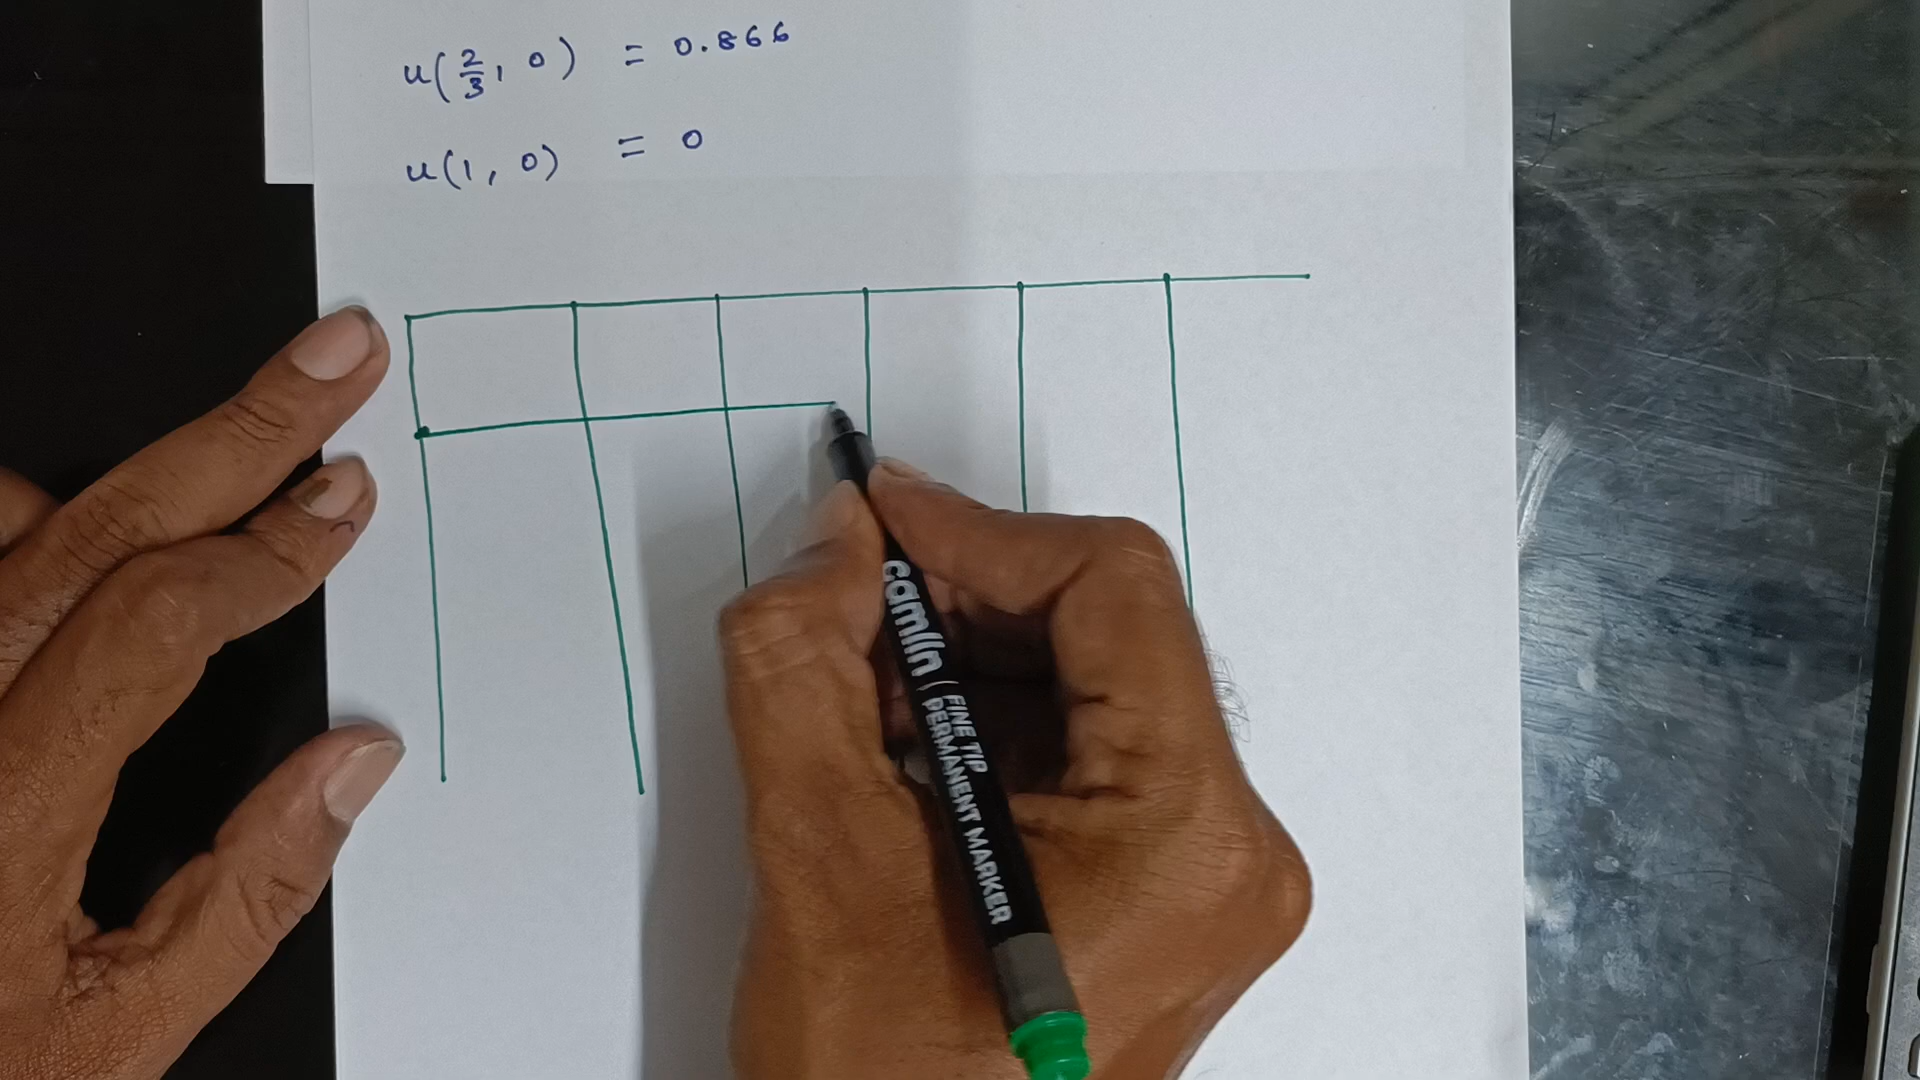 u(2/3, 0) = 0.866
u(1, 0) = 0
camlin | FINE TIP
PERMANENT MARKER